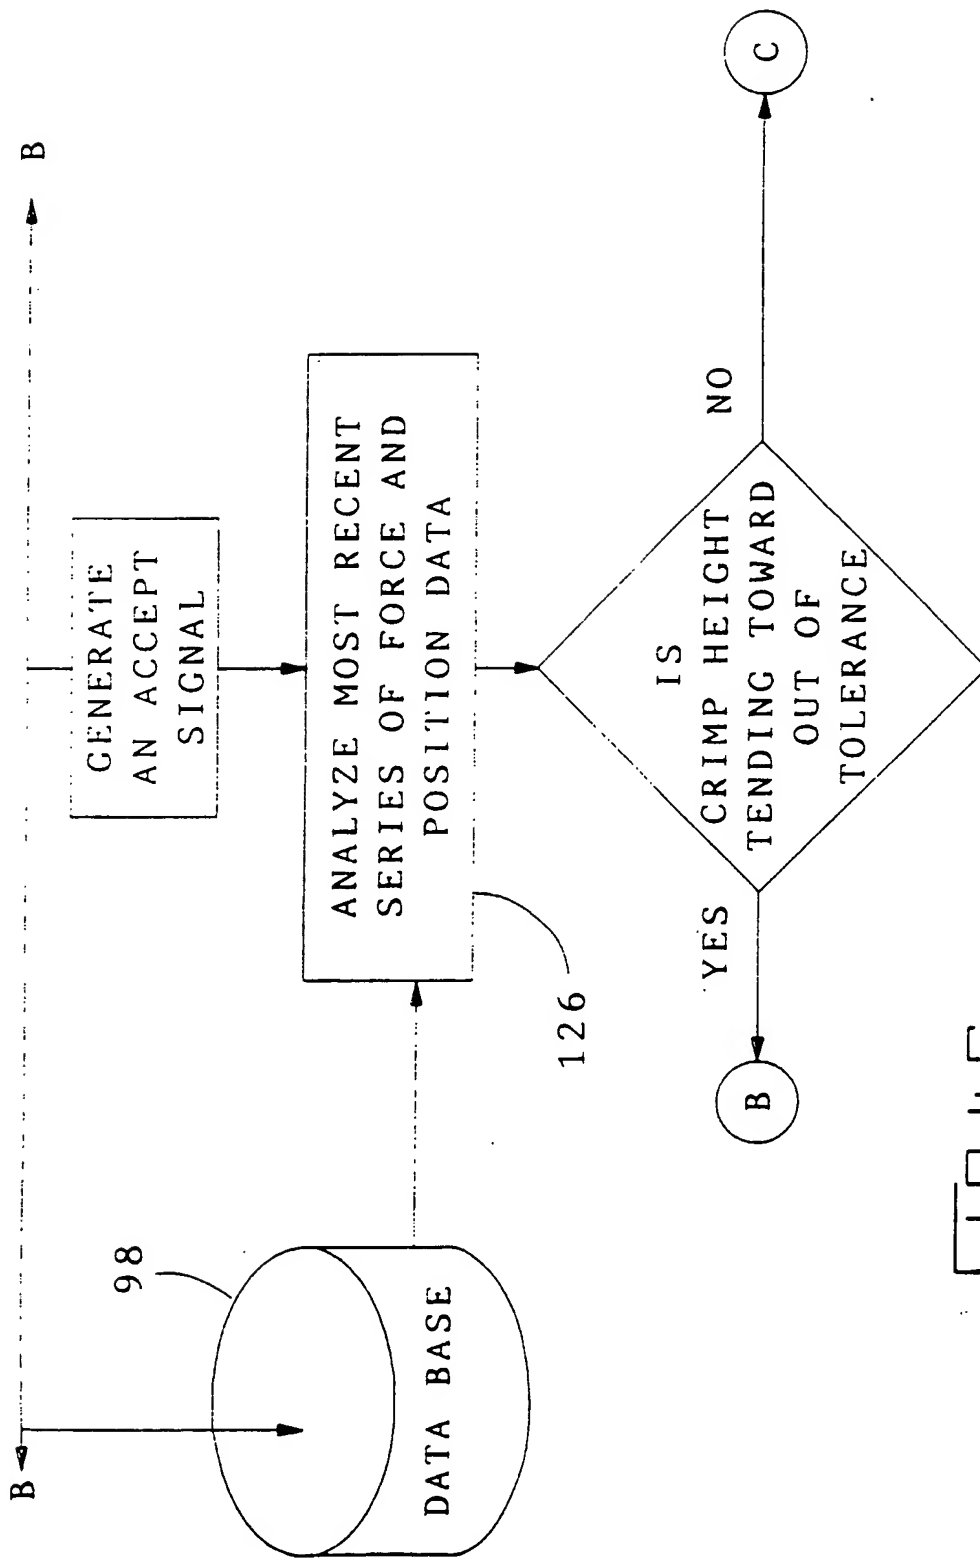 B
B
GENERATE
AN ACCEPT
SIGNAL
98
DATA BASE
ANALYZE MOST RECENT
SERIES OF FORCE AND
POSITION DATA
126
IS
CRIMP HEIGHT
TENDING TOWARD
OUT OF
TOLERANCE
YES
NO
B
C